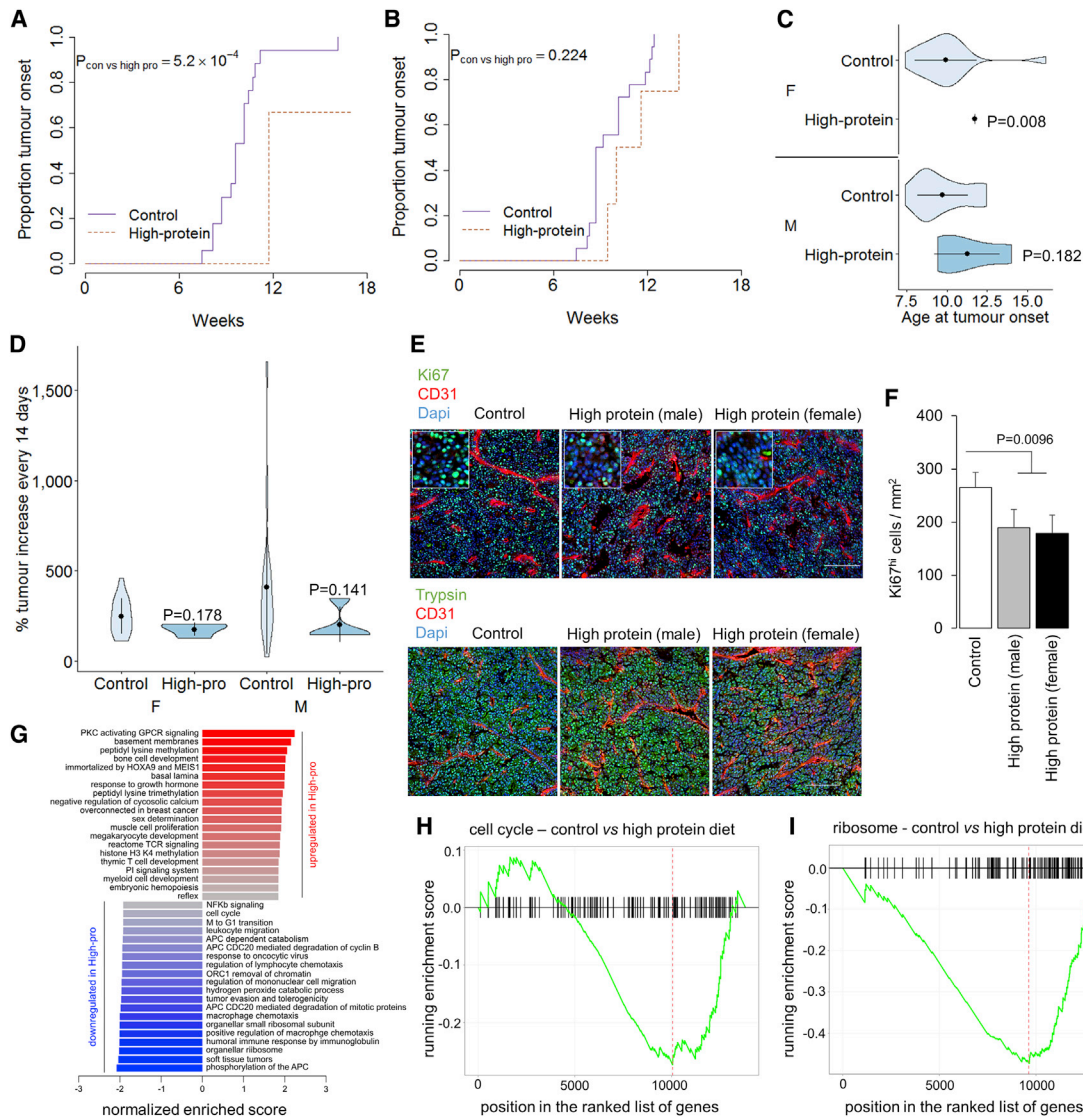 A
P con vs high pro = 5.2 × 10⁻⁴
Proportion tumour onset
1.0
0.8
0.6
0.4
0.2
0.0
Control
High-protein
0
6
12
18
Weeks
B
P con vs high pro = 0.224
Proportion tumour onset
1.0
0.8
0.6
0.4
0.2
0.0
Control
High-protein
0
6
12
18
Weeks
C
Control
F
High-protein
P=0.008
Control
M
High-protein
P=0.182
7.5 10.0 12.5 15.0
Age at tumour onset
D
% tumour increase every 14 days
1,500
1,000
500
0
P=0.178
P=0.141
Control High-pro Control High-pro
F M
E
Ki67
CD31
Dapi
Control High protein (male) High protein (female)
Trypsin
CD31
Dapi
Control High protein (male) High protein (female)
F
Ki67hi cells / mm²
400
300
200
100
0
P=0.0096
Control
High protein (male)
High protein (female)
G
PKC activating GPCR signaling
basement membranes
peptidyl lysine methylation
bone cell development
immortalized by HOXA9 and MEIS1
basal lamina
response to growth hormone
peptidyl lysine trimethylation
negative regulation of cycosolic calcium
overconnected in breast cancer
sex determination
muscle cell proliferation
megakaryocyte development
reactome TCR signaling
histone H3 K4 methylation
thymic T cell development
PI signaling system
myeloid cell development
embryonic hemopoiesis
reflex
upregulated in High-pro
NFKb signaling
cell cycle
M to G1 transition
leukocyte migration
APC dependent catabolism
APC CDC20 mediated degradation of cyclin B
response to oncocytic virus
regulation of lymphocyte chemotaxis
ORC1 removal of chromatin
regulation of mononuclear cell migration
hydrogen peroxide catabolic process
tumor evasion and tolerogenicity
APC CDC20 mediated degradation of mitotic proteins
macrophage chemotaxis
organellar small ribosomal subunit
positive regulation of macrophge chemotaxis
humoral immune response by immunoglobulin
organellar ribosome
soft tissue tumors
phosphorylation of the APC
downregulated in High-pro
-3 -2 -1 0 1 2 3
normalized enriched score
H
cell cycle – control vs high protein diet
running enrichment score
0.1
0.0
-0.1
-0.2
0 5000 10000
position in the ranked list of genes
I
ribosome - control vs high protein di
running enrichment score
0.0
-0.1
-0.2
-0.3
-0.4
0 5000 10000
position in the ranked list of genes